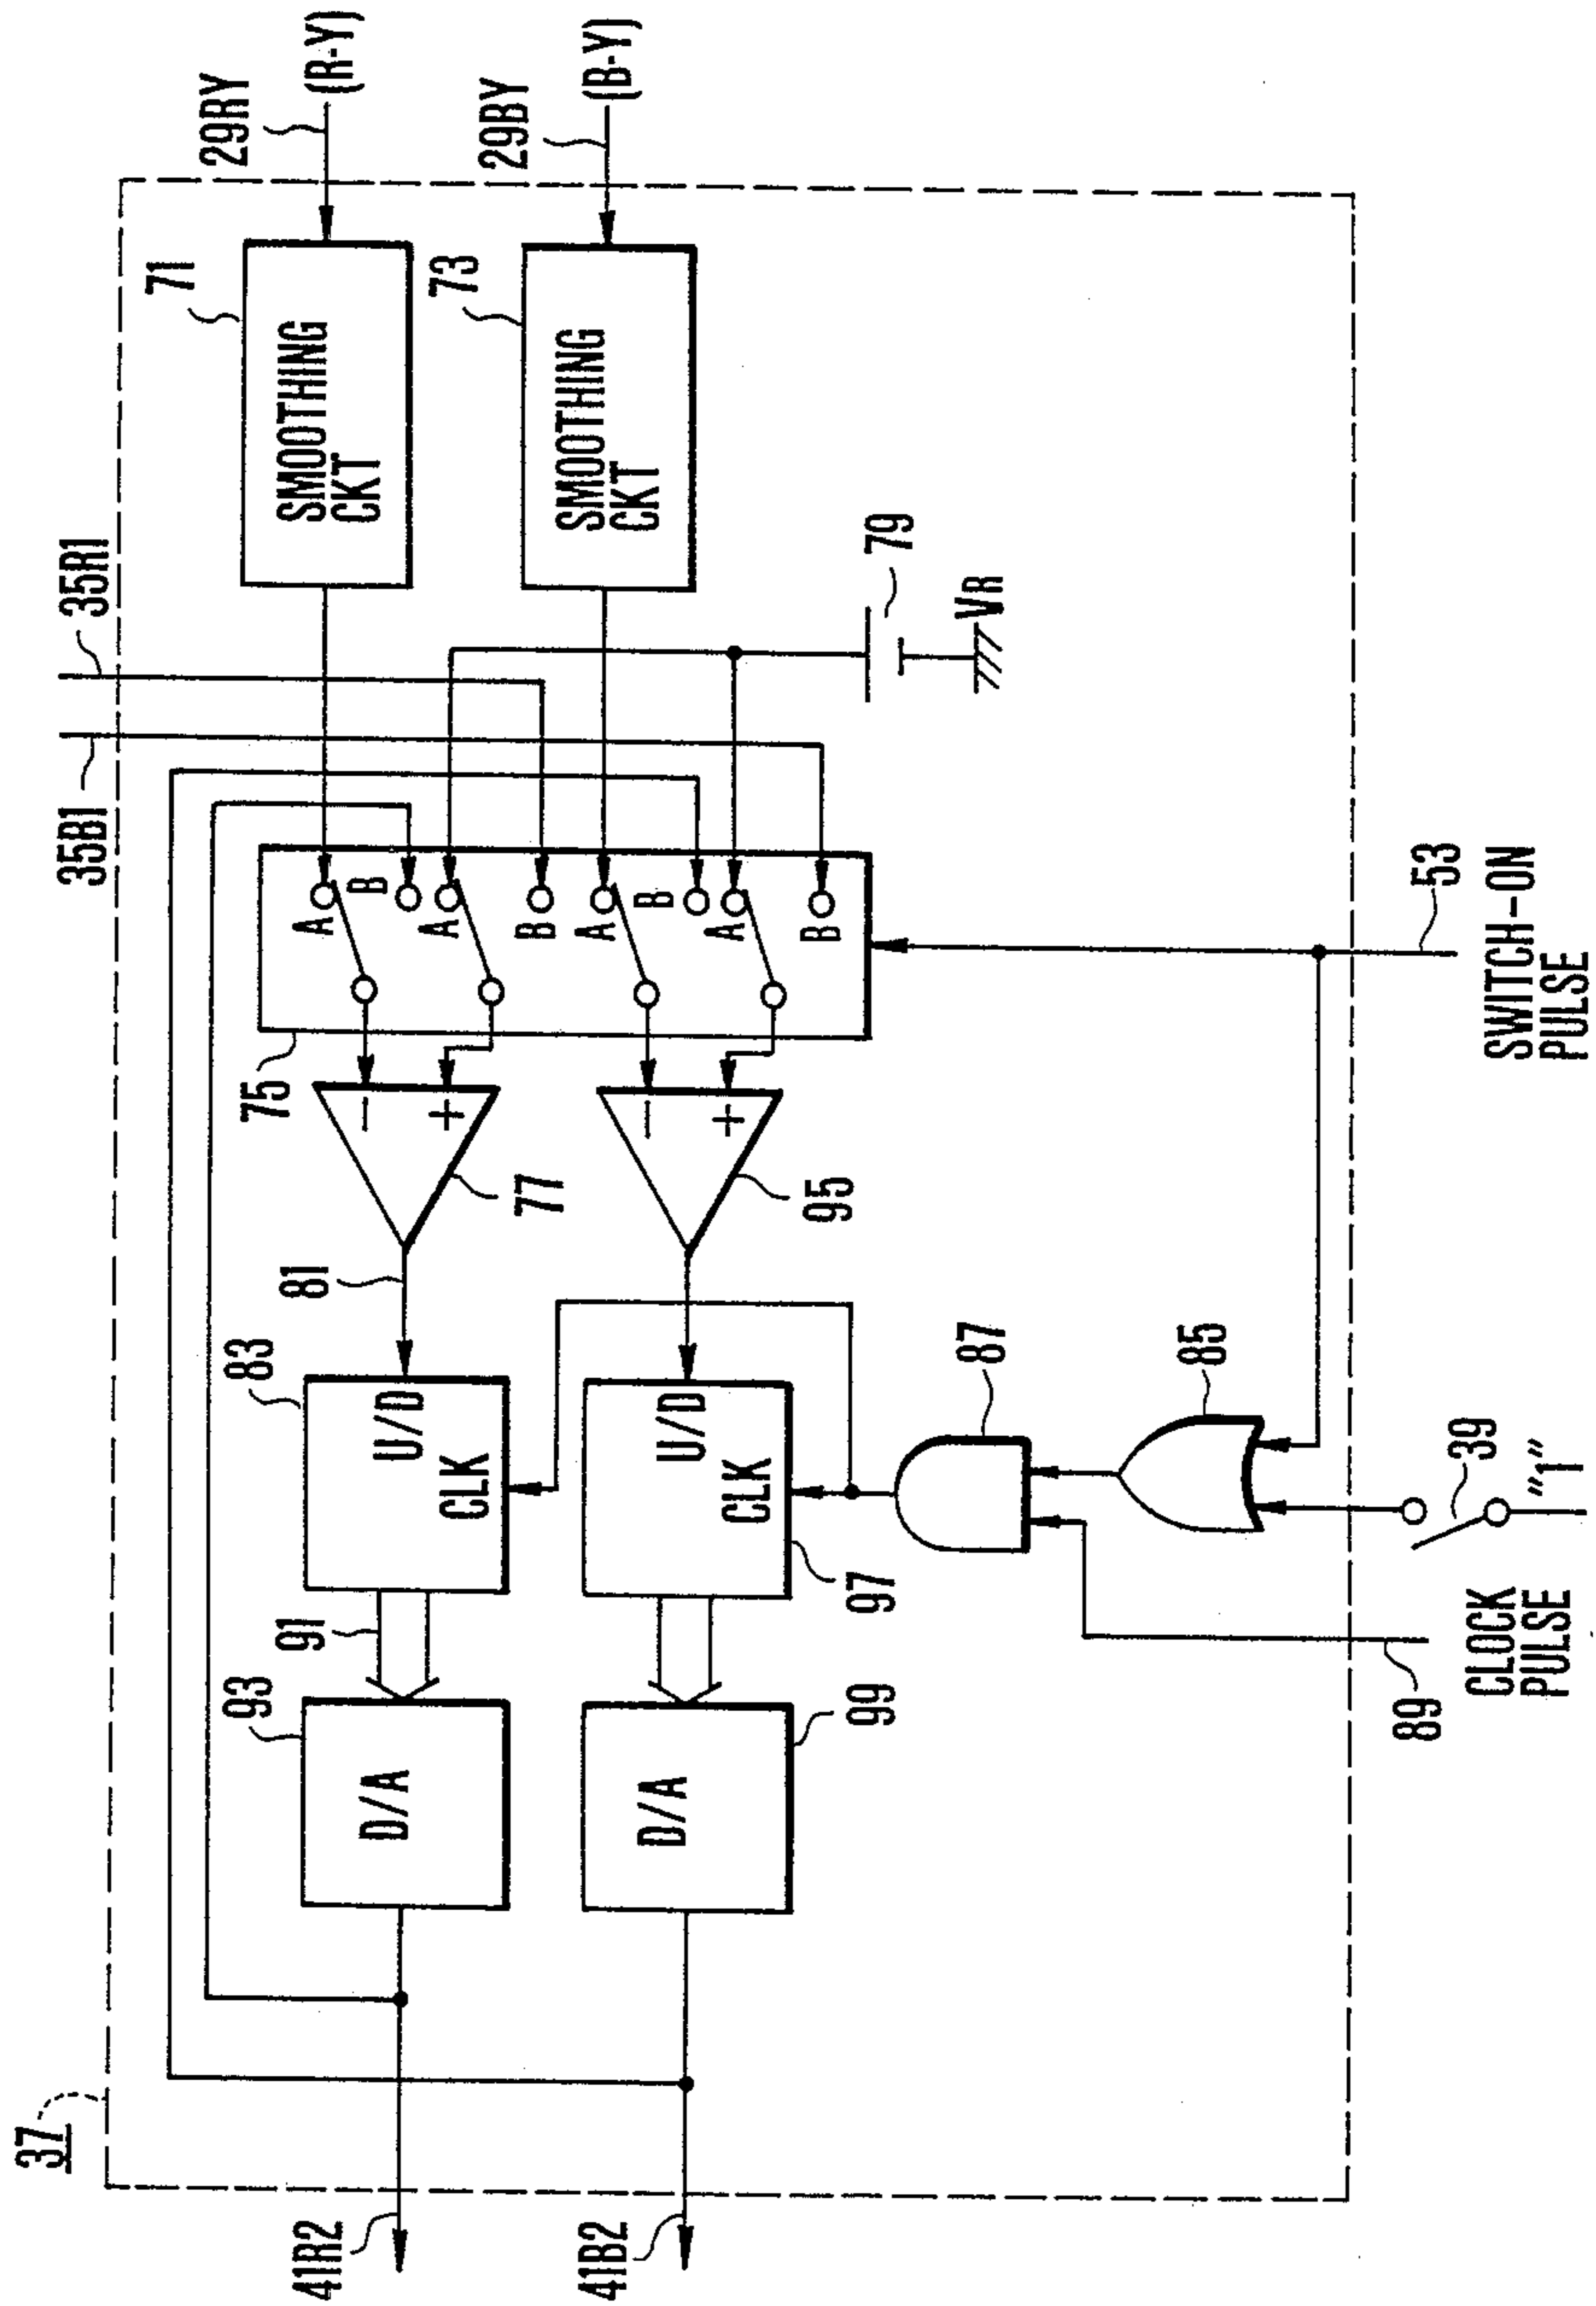 37
41R2
41B2
93
D/A
99
D/A
91
83
U/D
CLK
97
U/D
CLK
81
77
−
+
95
−
+
75
A
B
A
B
A
B
A
B
35B1
35R1
71
SMOOTHING
CKT
73
SMOOTHING
CKT
79
VR
29RY
(R-Y)
29BY
(B-Y)
87
85
39
"1"
89
CLOCK
PULSE
53
SWITCH-ON
PULSE